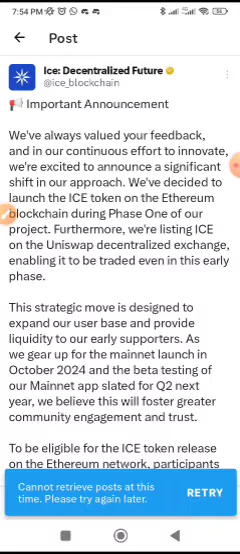 7:54 PM
54
Post
Ice: Decentralized Future
@ice_blockchain
Important Announcement
We've always valued your feedback,
and in our continuous effort to innovate,
we're excited to announce a significant
shift in our approach. We've decided to
launch the ICE token on the Ethereum
blockchain during Phase One of our
project. Furthermore, we're listing ICE
on the Uniswap decentralized exchange,
enabling it to be traded even in this early
phase.
This strategic move is designed to
expand our user base and provide
liquidity to our early supporters. As
we gear up for the mainnet launch in
October 2024 and the beta testing of
our Mainnet app slated for Q2 next
year, we believe this will foster greater
community engagement and trust.
To be eligible for the ICE token release
on the Ethereum network, participants
Cannot retrieve posts at this
time. Please try again later.
RETRY